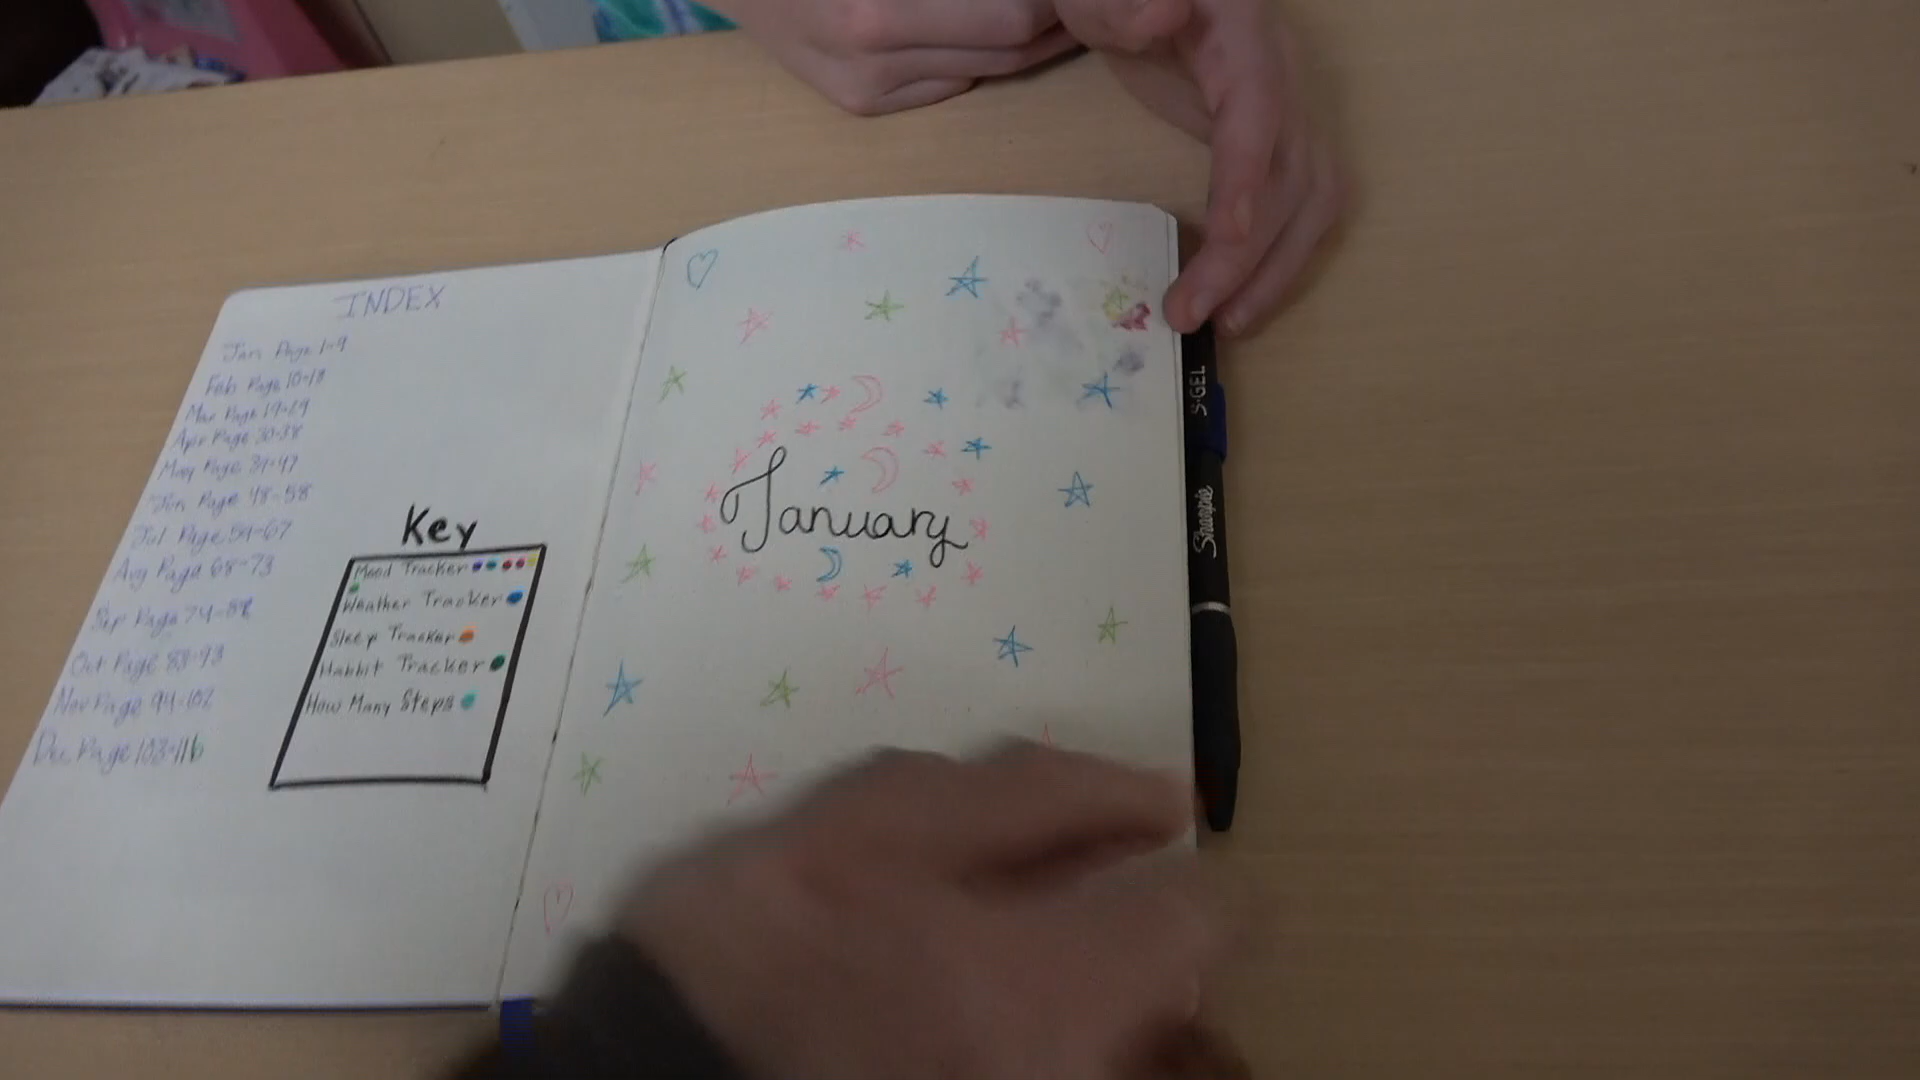 INDEX
Jan Page 1-9
Feb Page 10-18
Mar Page 19-29
Apr Page 30-38
May Page 39-47
Jun Page 48-58
Jul Page 59-67
Aug Page 68-73
Sep Page 74-
Oct Page 88-93
Nov Page 94-102
Dec Page 103-116
Key
Mood Tracker
Weather Tracker
Sleep Tracker
Habbit Tracker
How Many Steps
January
S·GEL
Sharpie